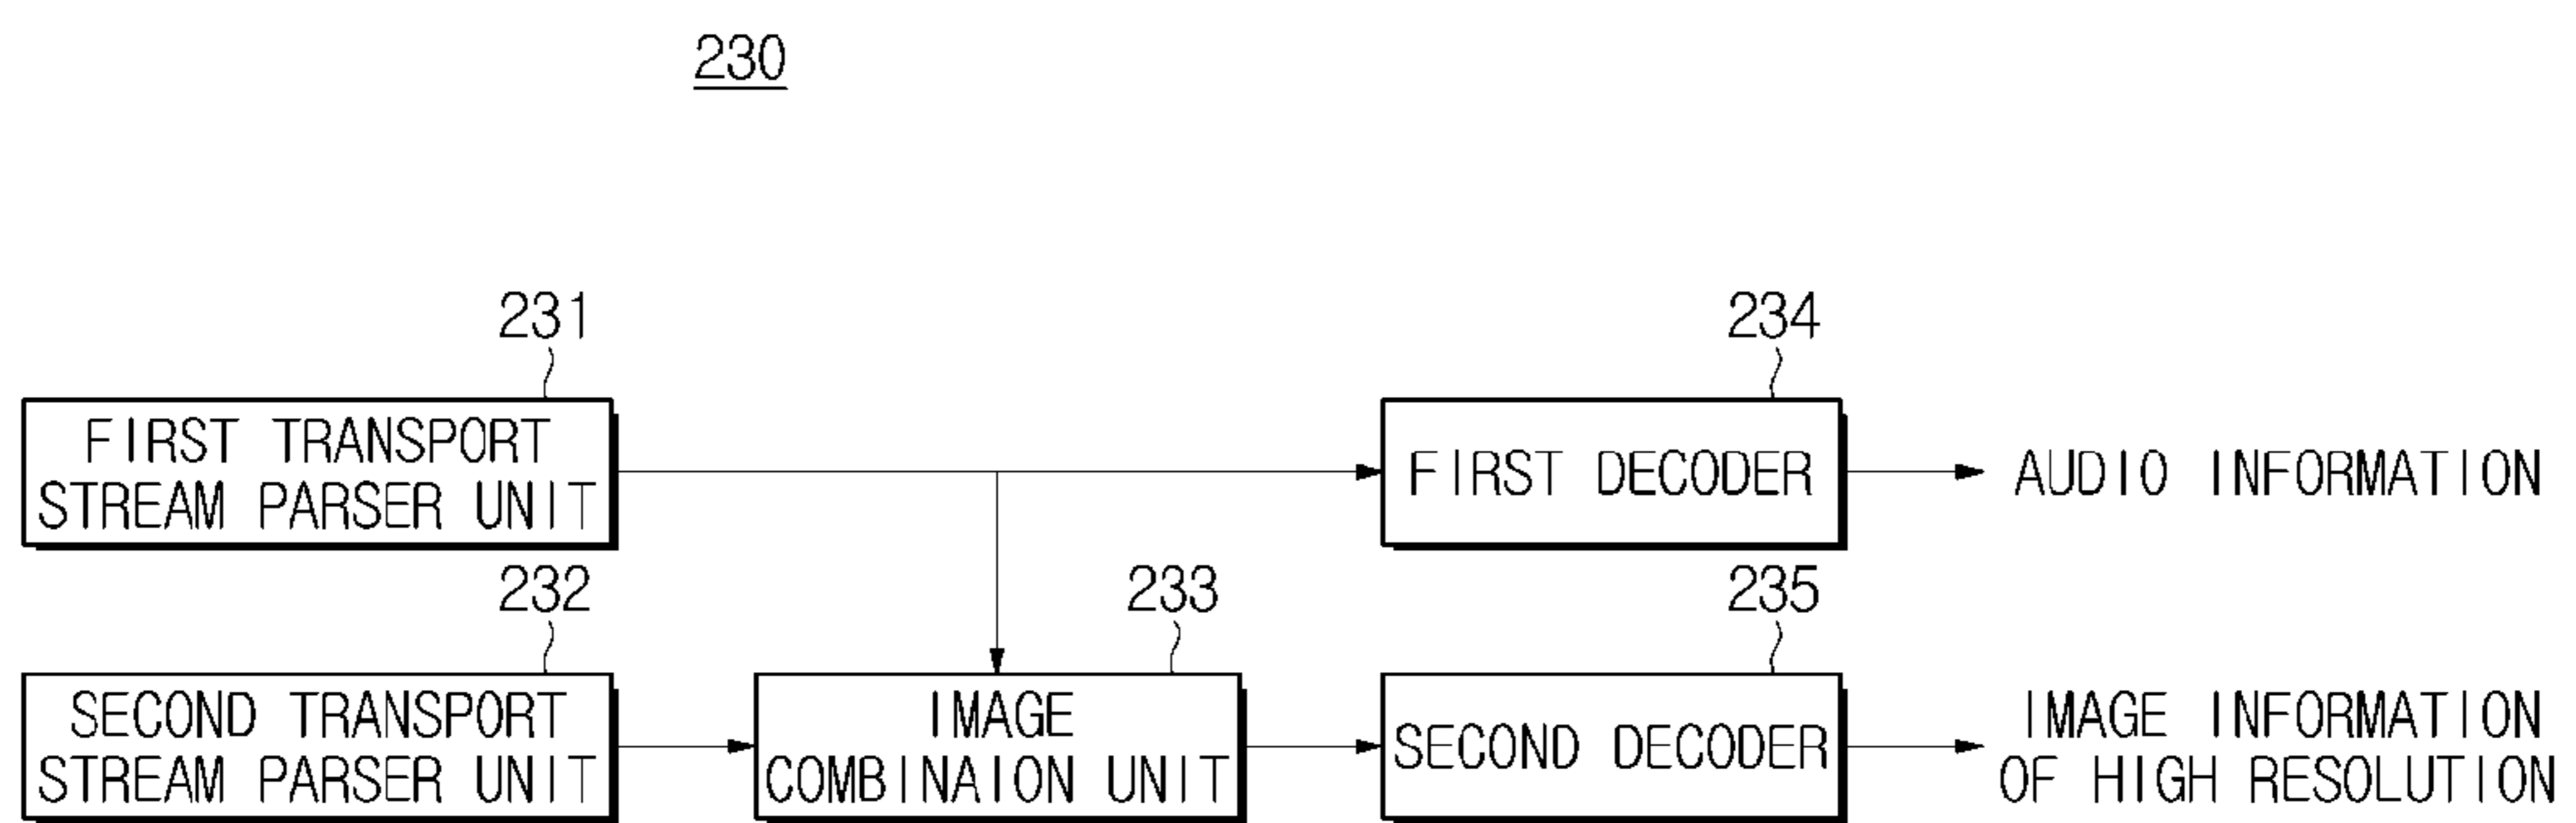 230
231
234
FIRST TRANSPORT
STREAM PARSER UNIT
FIRST DECODER
AUDIO INFORMATION
232
233
235
SECOND TRANSPORT
STREAM PARSER UNIT
IMAGE
COMBINAION UNIT
SECOND DECODER
IMAGE INFORMATION
OF HIGH RESOLUTION